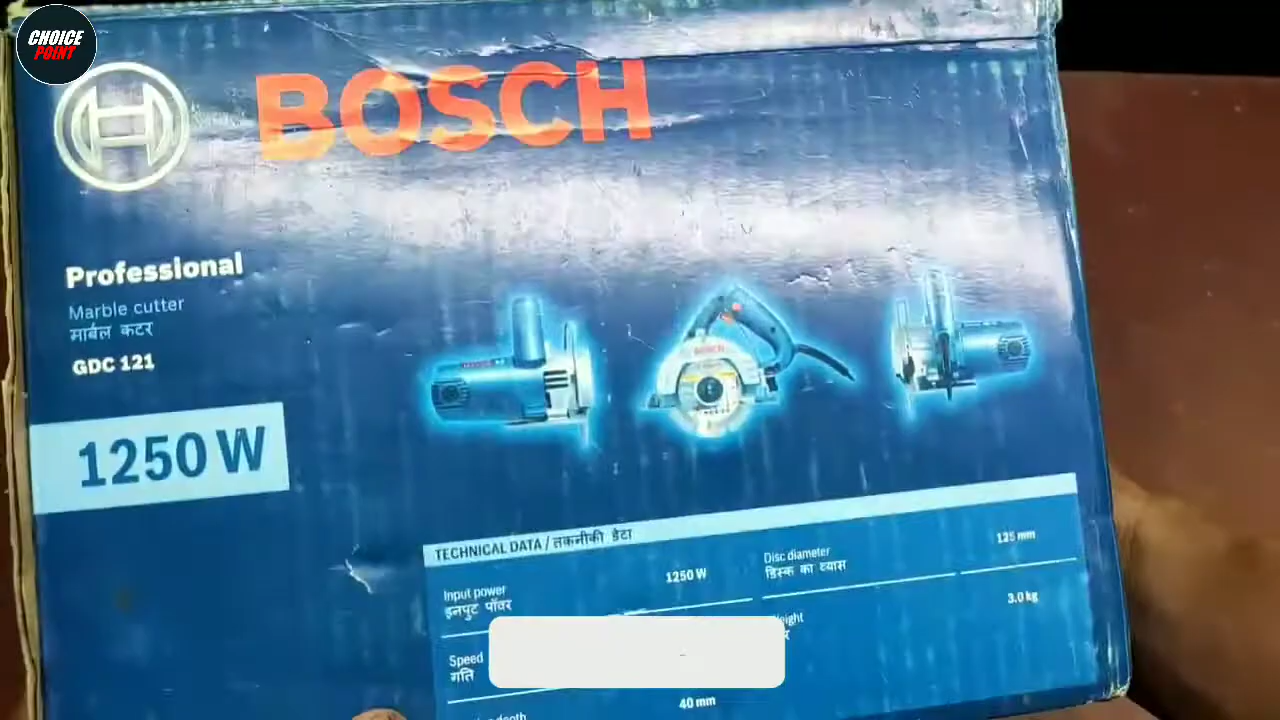 CHOICE
POINT
BOSCH
Professional
Marble cutter
मार्बल कटर
GDC 121
1250 W
BOSCH
TECHNICAL DATA / तकनीकी डेटा
Input power
इनपुट पॉवर
1250 W
Disc diameter
डिस्क का व्यास
125 mm
Speed
गति
3.0 kg
40 mm